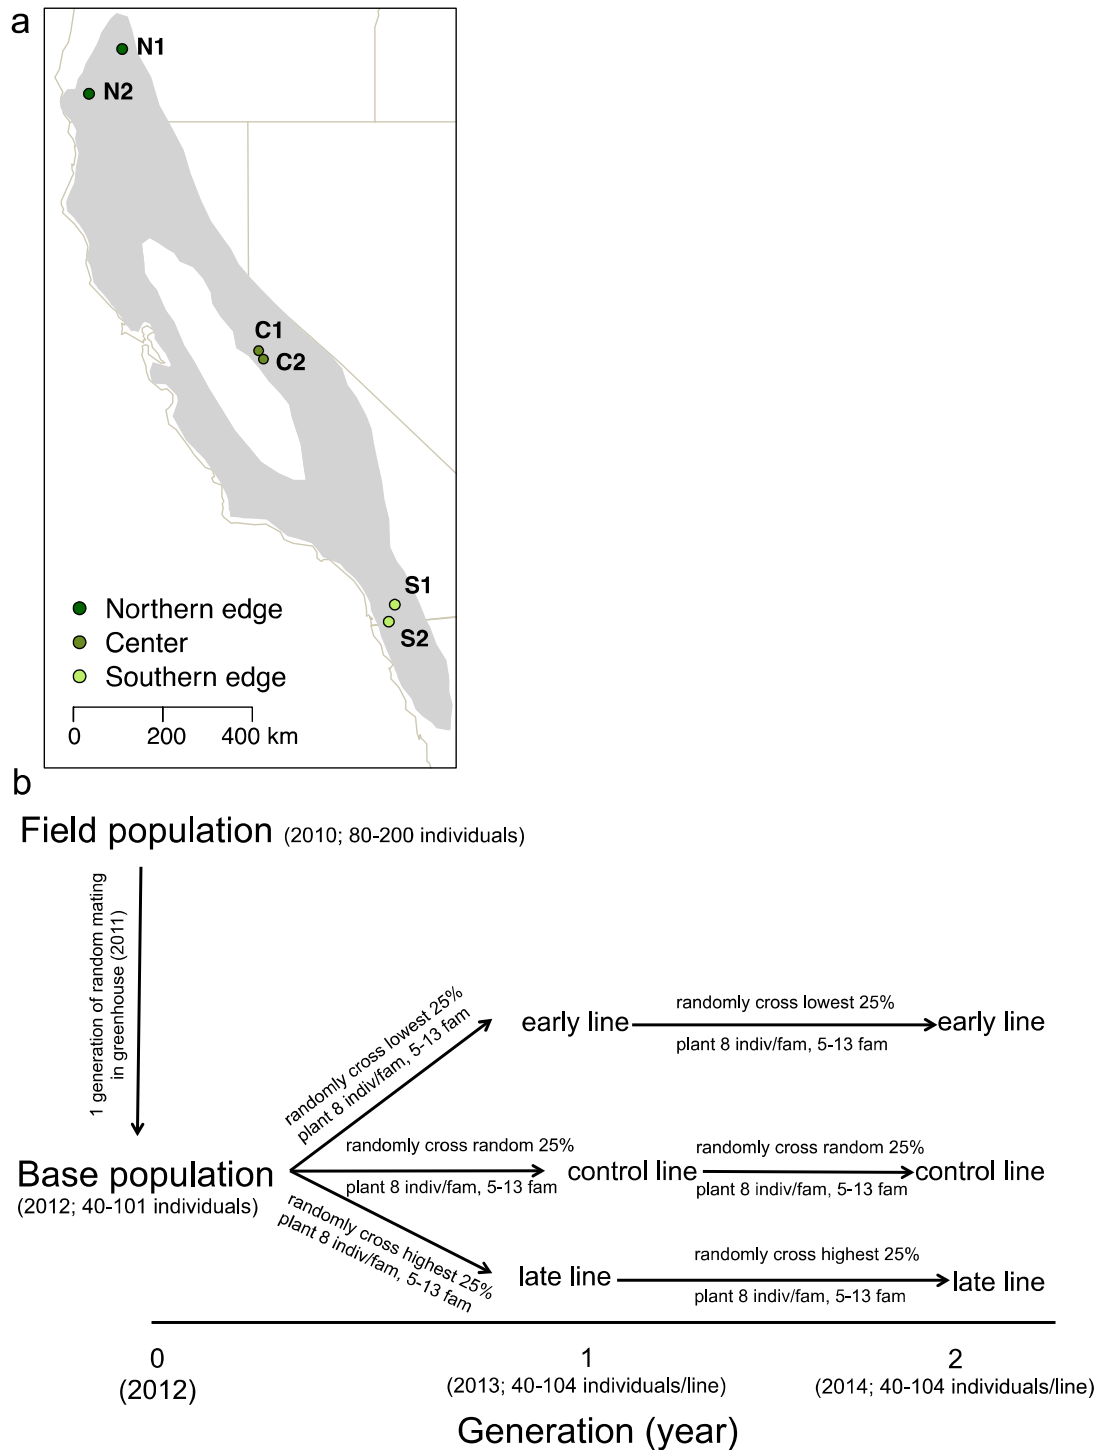 a
N1
N2
C1
C2
S1
S2
Northern edge
Center
Southern edge
0 200 400 km
b
Field population (2010; 80-200 individuals)
1 generation of random mating
in greenhouse (2011)
Base population
(2012; 40-101 individuals)
randomly cross lowest 25%
plant 8 indiv/fam, 5-13 fam
early line
randomly cross lowest 25%
plant 8 indiv/fam, 5-13 fam
early line
randomly cross random 25%
plant 8 indiv/fam, 5-13 fam
control line
randomly cross random 25%
plant 8 indiv/fam, 5-13 fam
control line
randomly cross highest 25%
plant 8 indiv/fam, 5-13 fam
late line
randomly cross highest 25%
plant 8 indiv/fam, 5-13 fam
late line
0
(2012)
1
(2013; 40-104 individuals/line)
2
(2014; 40-104 individuals/line)
Generation (year)